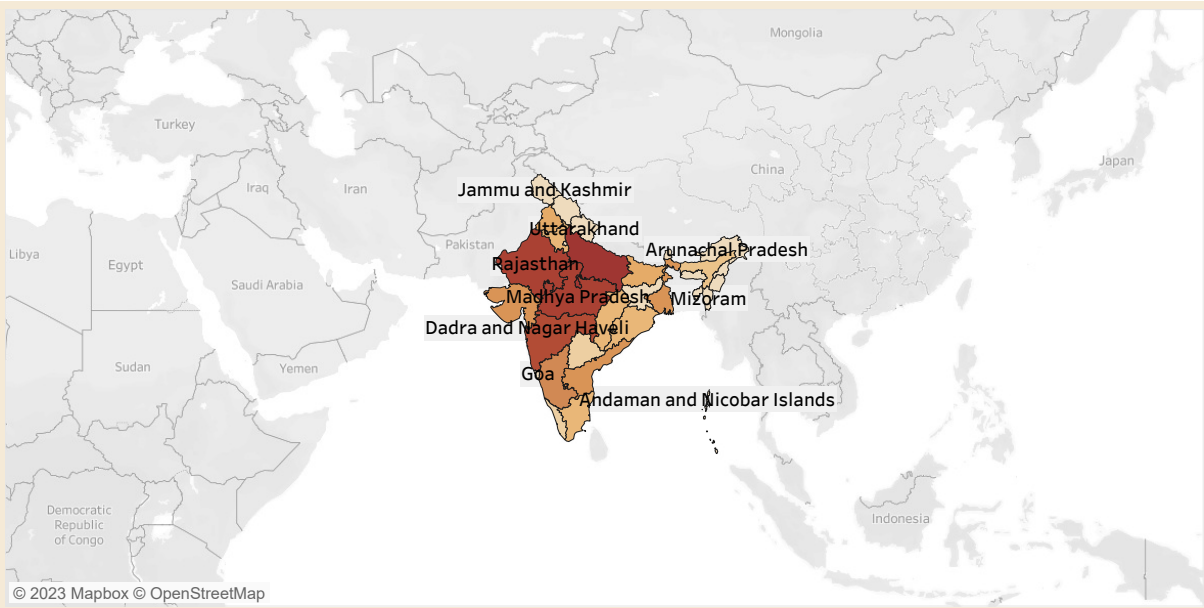 Mongolia
Turkey
China
Japan
Iraq
Iran
Jammu and Kashmir
Uttarakhand
Pakistan
Arunachal Pradesh
Libya
Egypt
Rajasthan
Saudi Arabia
Madhya Pradesh
Mizoram
Dadra and Nagar Haveli
Sudan
Yemen
Goa
Andaman and Nicobar Islands
Democratic
Republic
of Congo
Indonesia
© 2023 Mapbox © OpenStreetMap